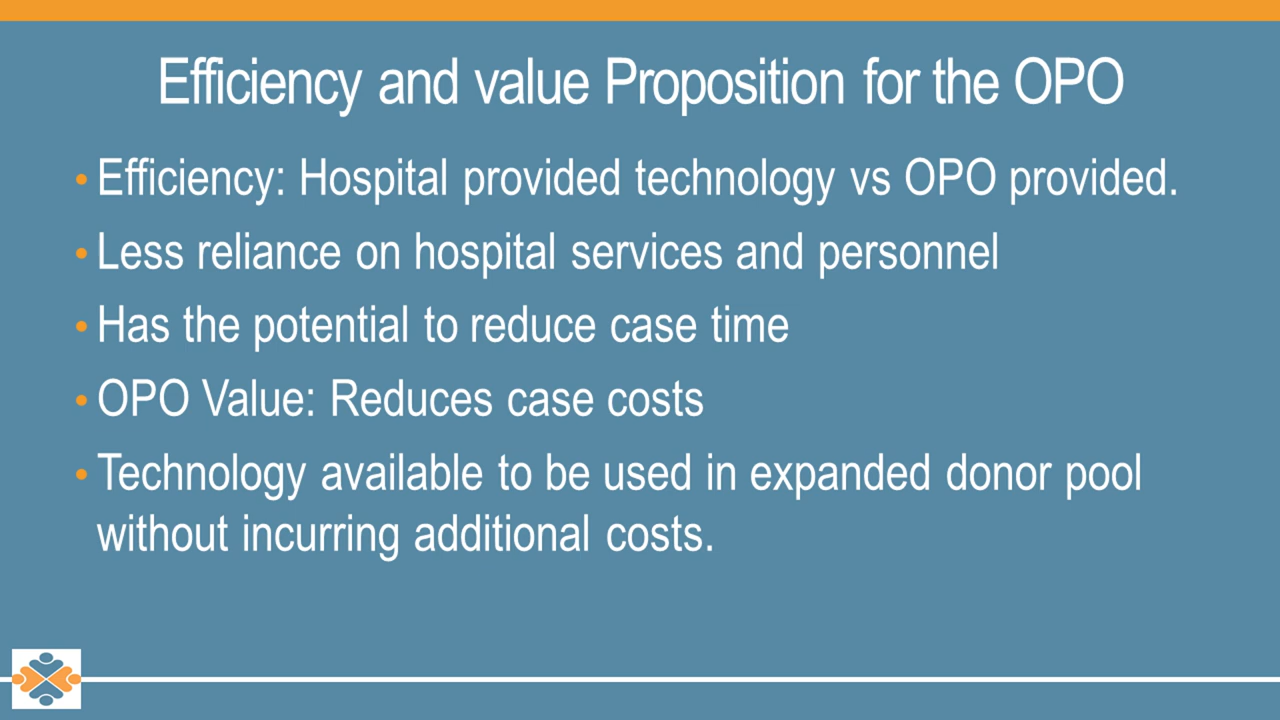 Efficiency and value Proposition for the OPO
• Efficiency: Hospital provided technology vs OPO provided.
• Less reliance on hospital services and personnel
• Has the potential to reduce case time
• OPO Value: Reduces case costs
• Technology available to be used in expanded donor pool
without incurring additional costs.